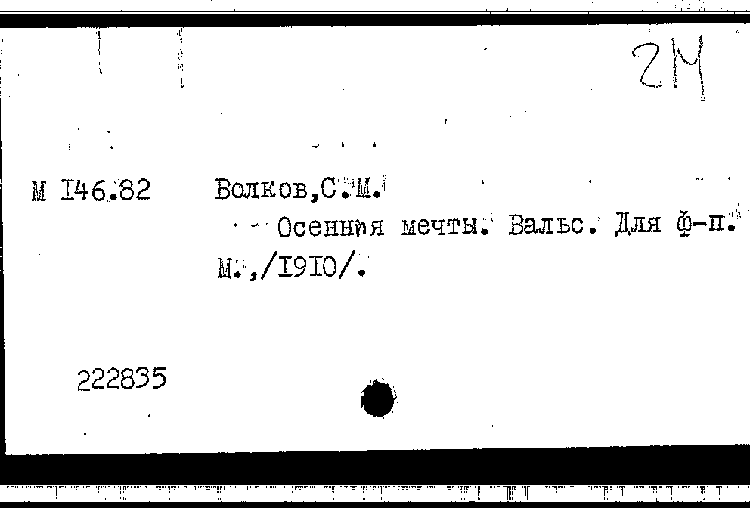 2М
М I46.82 Волков,С.М.
Осенния мечты. Вальс. Для ф-п.
М.,/I9I0/.
222835